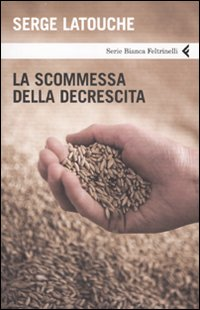 SERGE LATOUCHE
Serie Bianca Feltrinelli
LA SCOMMESSA
DELLA DECRESCITA